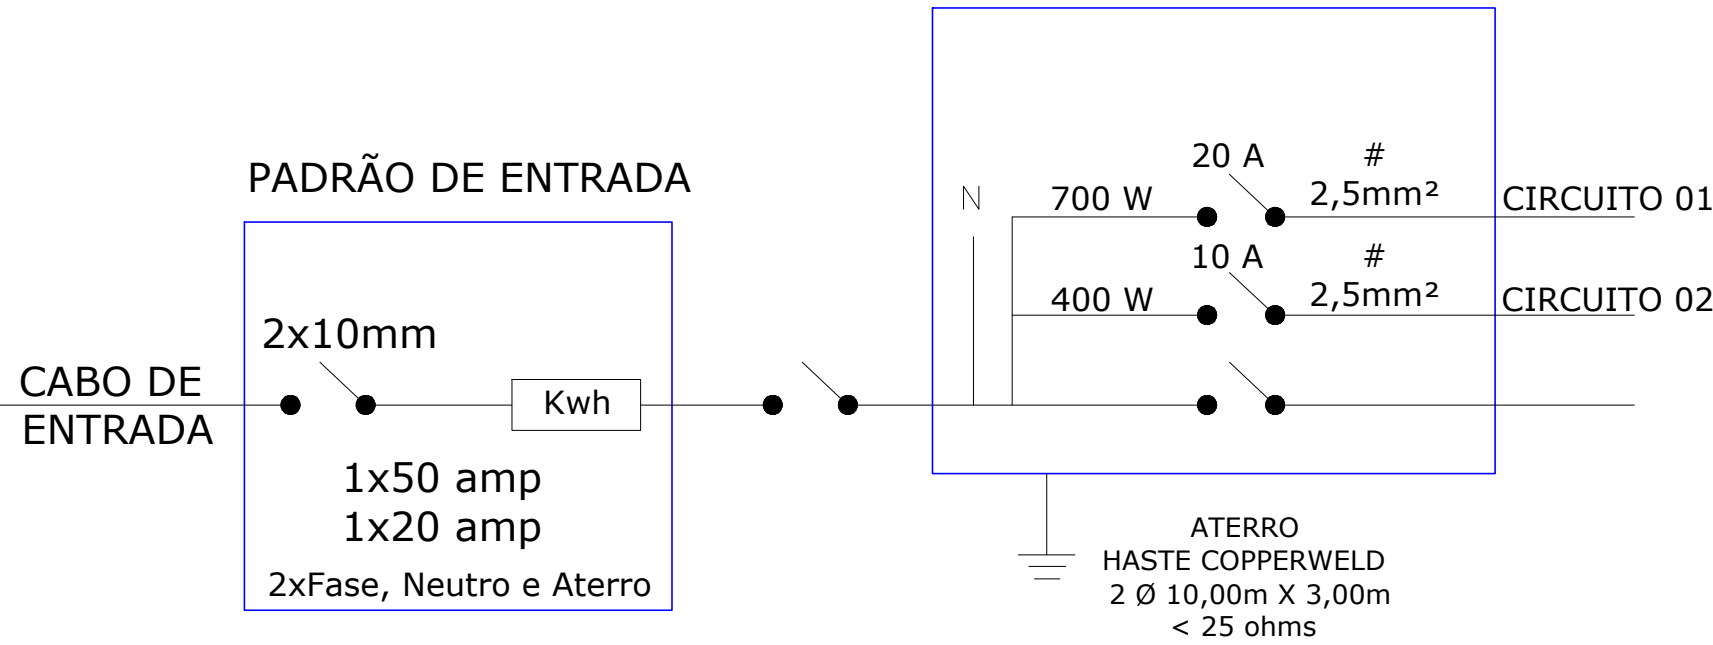 PADRÃO DE ENTRADA
CABO DE
ENTRADA
2x10mm
Kwh
1x50 amp
1x20 amp
2xFase, Neutro e Aterro
N
700 W
20 A
#
2,5mm²
CIRCUITO 01
400 W
10 A
#
2,5mm²
CIRCUITO 02
ATERRO
HASTE COPPERWELD
2 Ø 10,00m X 3,00m
< 25 ohms